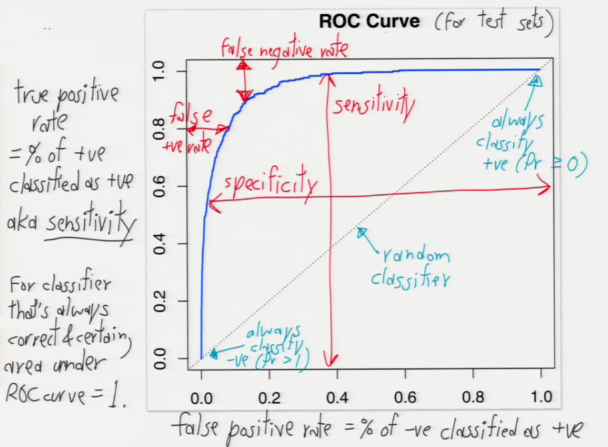 ROC Curve (for test sets)
true positive
rate
= % of +ve
classified as +ve
aka sensitivity
For classifier
that's always
correct & certain,
area under
ROC curve = 1.
false negative rate
false
+ve rate
sensitivity
specificity
always
classify
+ve (Pr ≥ 0)
random
classifier
always
classify
-ve (Pr > 1)
1.0
0.8
0.6
0.4
0.2
0.0
0.0 0.2 0.4 0.6 0.8 1.0
false positive rate = % of -ve classified as +ve